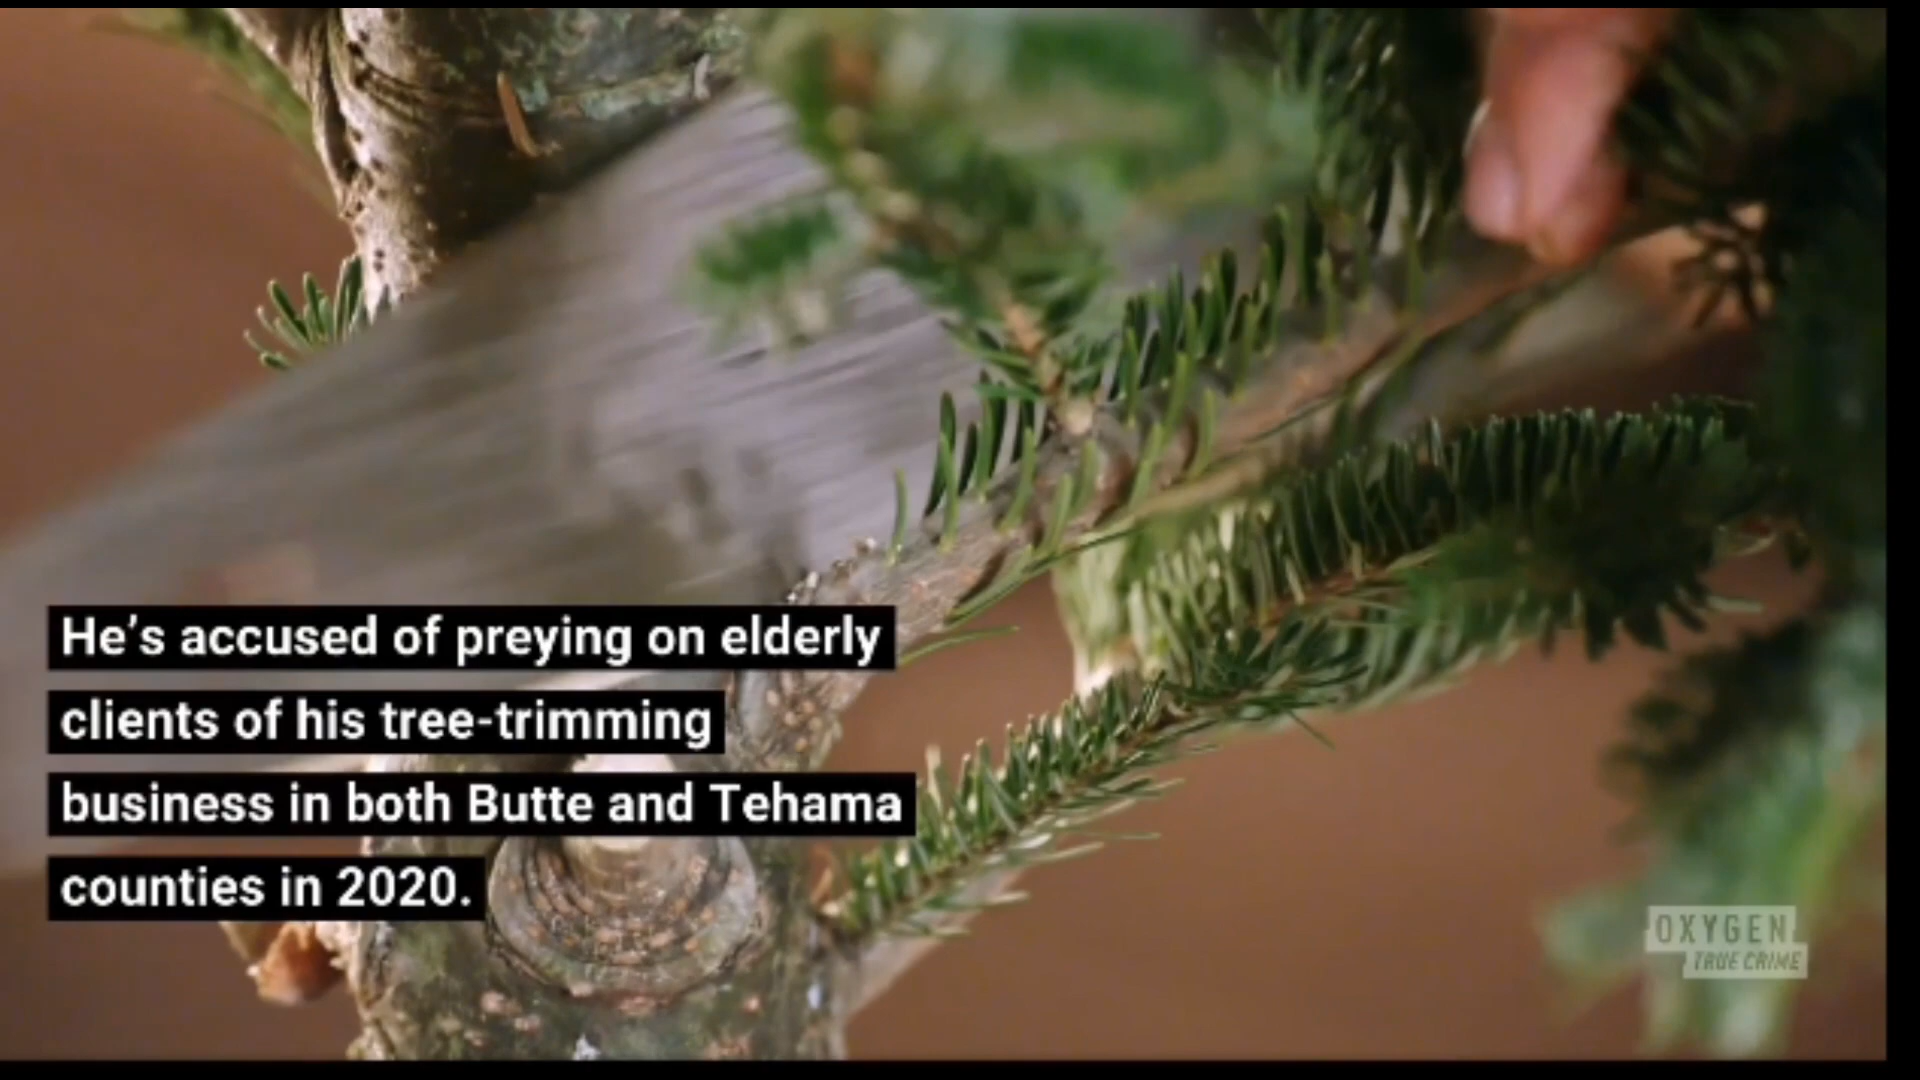 He's accused of preying on elderly
clients of his tree-trimming
business in both Butte and Tehama
counties in 2020.
OXYGEN
TRUE CRIME